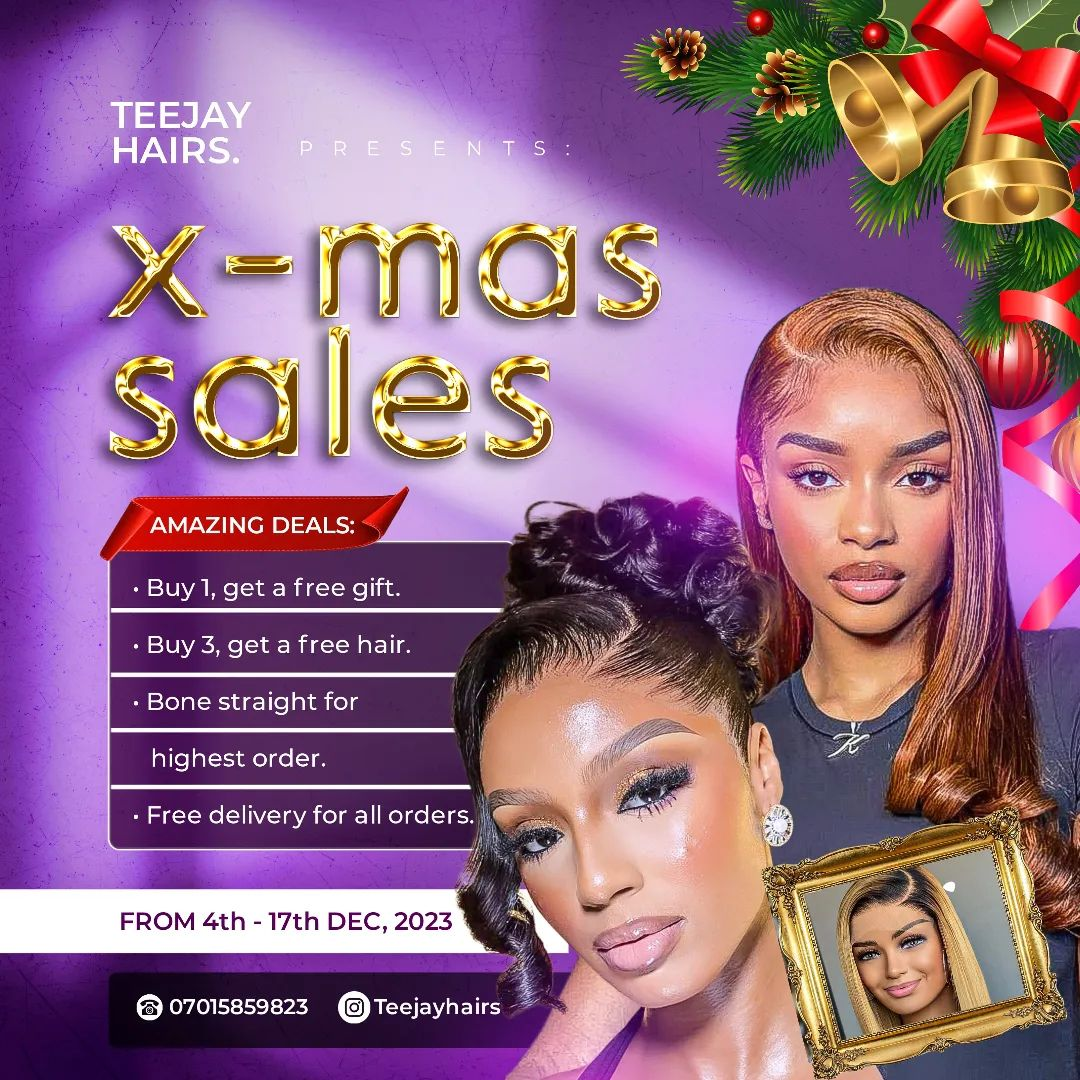 TEEJAY
HAIRS.
PRESENTS:
x-mas
sales
AMAZING DEALS:
• Buy 1, get a free gift.
• Buy 3, get a free hair.
• Bone straight for
highest order.
• Free delivery for all orders.
FROM 4th - 17th DEC, 2023
07015859823 Teejayhairs